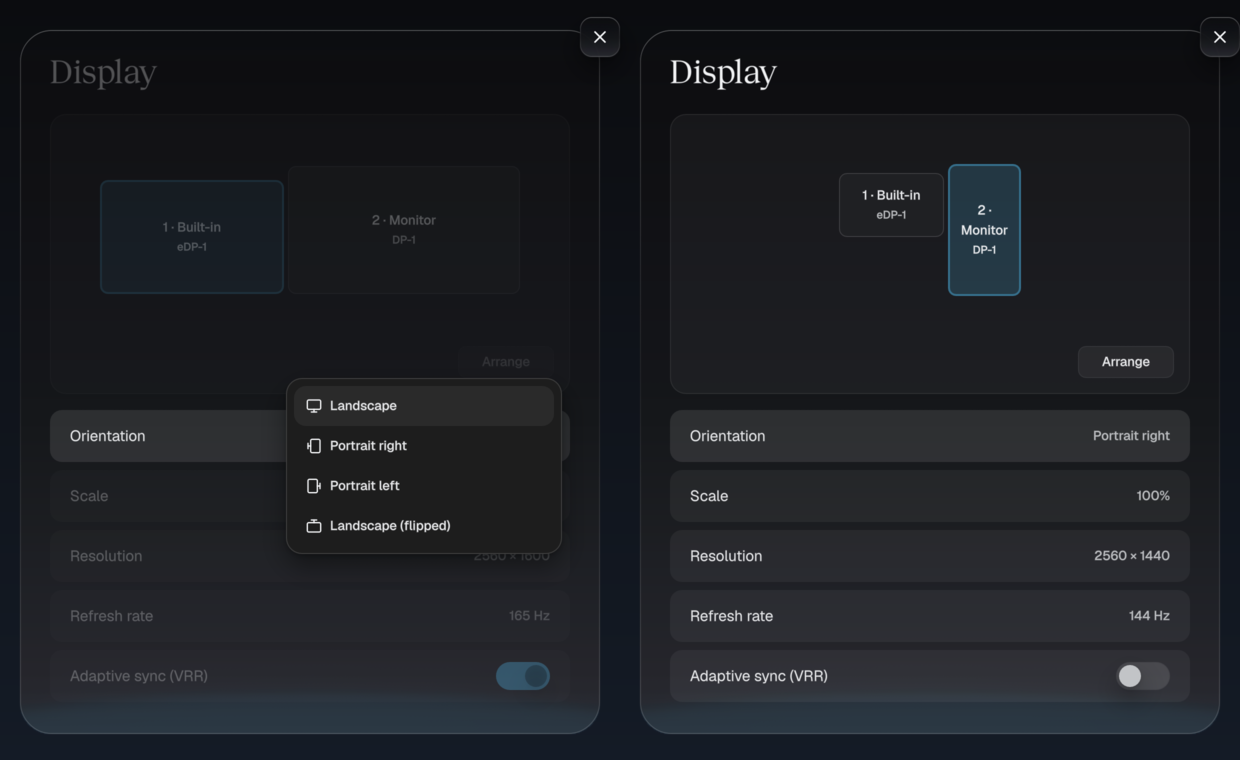 Display
1 · Built-in
eDP-1
2 · Monitor
DP-1
Arrange
Orientation
Landscape
Portrait right
Portrait left
Landscape (flipped)
Scale
Resolution
2560 × 1600
Refresh rate
165 Hz
Adaptive sync (VRR)
Display
1 · Built-in
eDP-1
2 ·
Monitor
DP-1
Arrange
Orientation
Portrait right
Scale
100%
Resolution
2560 × 1440
Refresh rate
144 Hz
Adaptive sync (VRR)